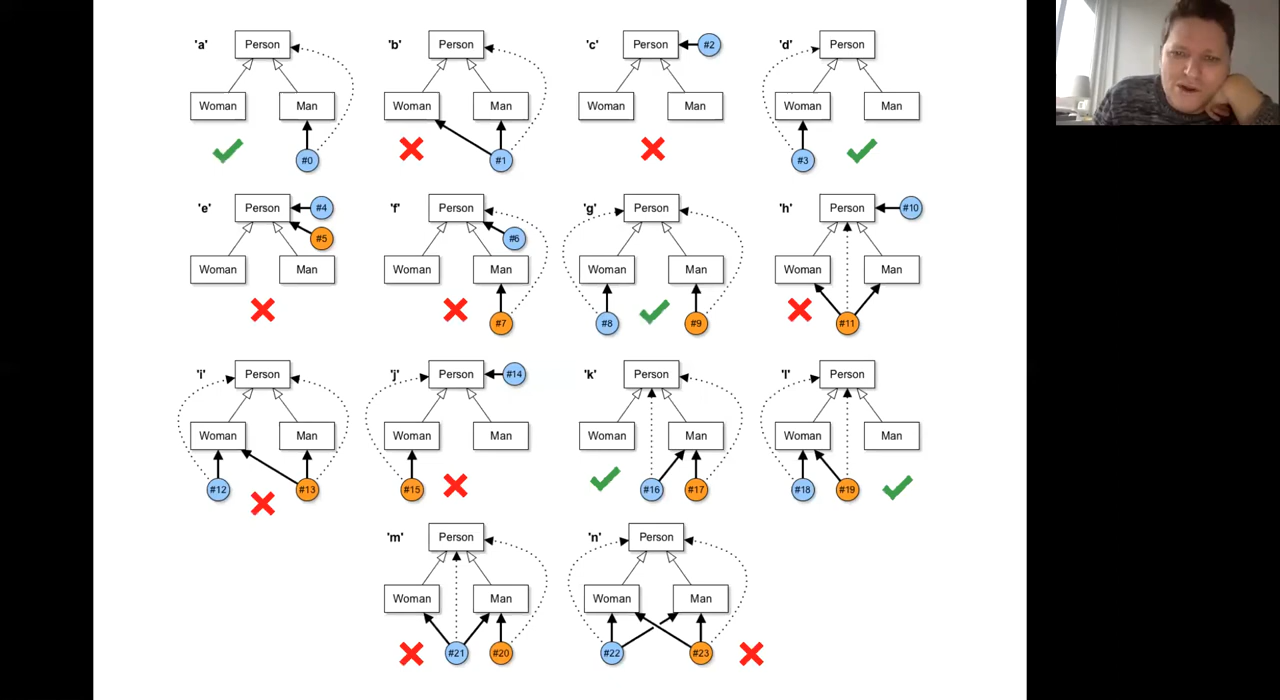 'a' Person 'b' Person 'c' Person #2 'd' Person
Woman Man Woman Man Woman Man Woman Man
#0 #1 #3
'e' Person #4 'f' Person 'g' Person 'h' Person #10
#5 #6
Woman Man Woman Man Woman Man Woman Man
#7 #8 #9 #11
'i' Person 'j' Person #14 'k' Person 'l' Person
Woman Man Woman Man Woman Man Woman Man
#12 #13 #15 #16 #17 #18 #19
'm' Person 'n' Person
Woman Man Woman Man
#21 #20 #22 #23